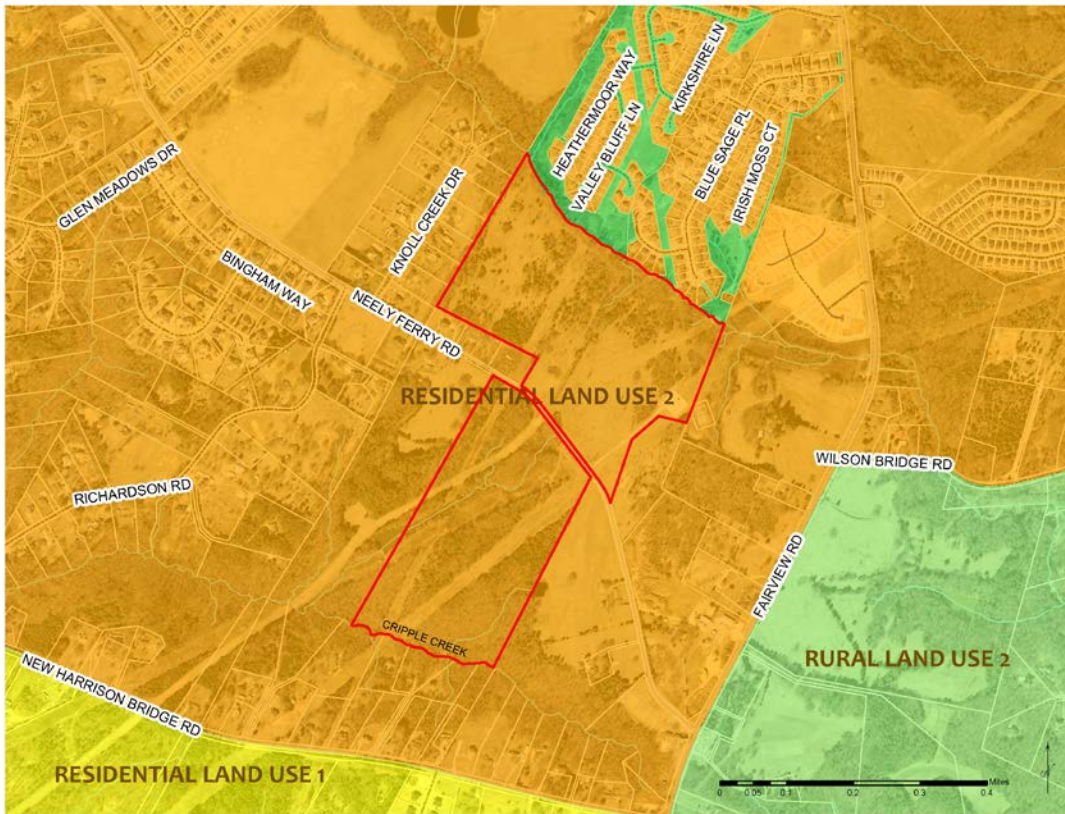 HEATHERMOOR WAY
VALLEY BLUFF LN
KIRKSHIRE LN
BLUE SAGE PL
IRISH MOSS CT
GLEN MEADOWS DR
KNOLL CREEK DR
BINGHAM WAY
NEELY FERRY RD
RESIDENTIAL LAND USE 2
WILSON BRIDGE RD
RICHARDSON RD
FAIRVIEW RD
CRIPPLE CREEK
NEW HARRISON BRIDGE RD
RURAL LAND USE 2
RESIDENTIAL LAND USE 1
Miles
0 0.05 0.1 0.2 0.3 0.4
N